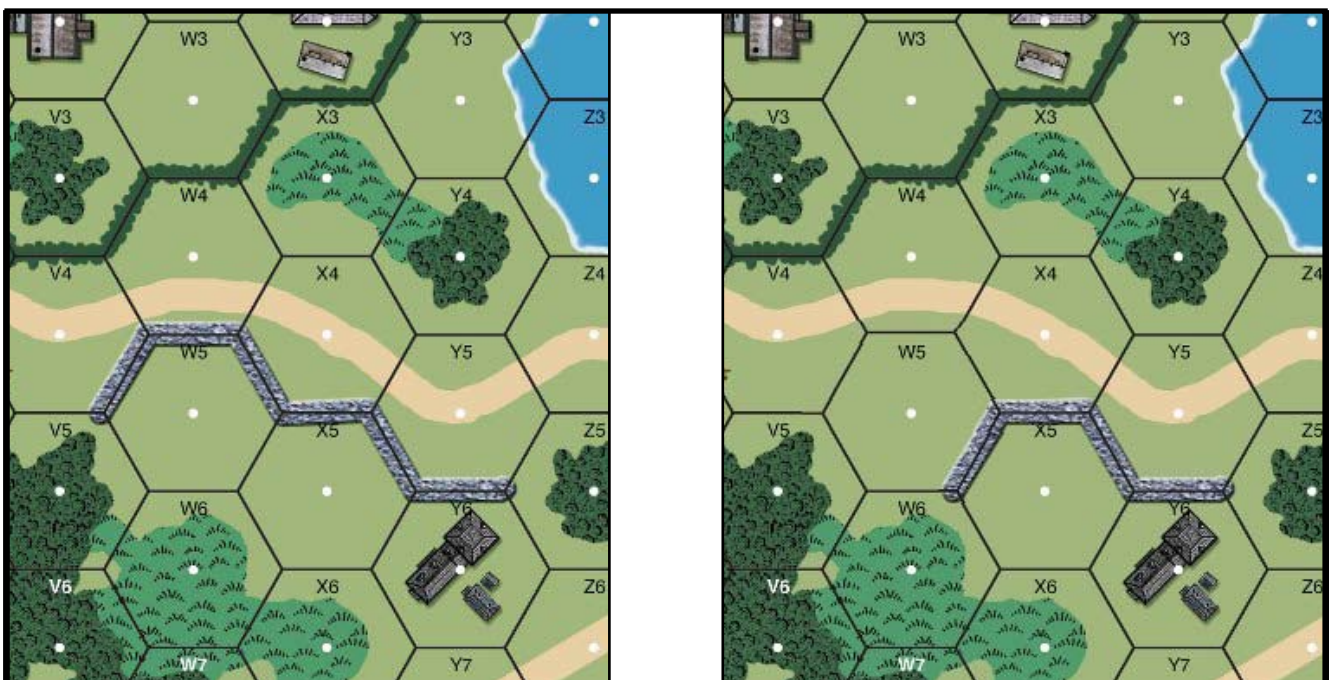 W3 Y3
V3 X3 Z3
W4 Y4
V4 X4 Z4
W5 Y5
V5 X5 Z5
W6 Y6
V6 X6 Z6
W7 Y7
W3 Y3
V3 X3 Z3
W4 Y4
V4 X4 Z4
W5 Y5
V5 X5 Z5
W6 Y6
V6 X6 Z6
W7 Y7